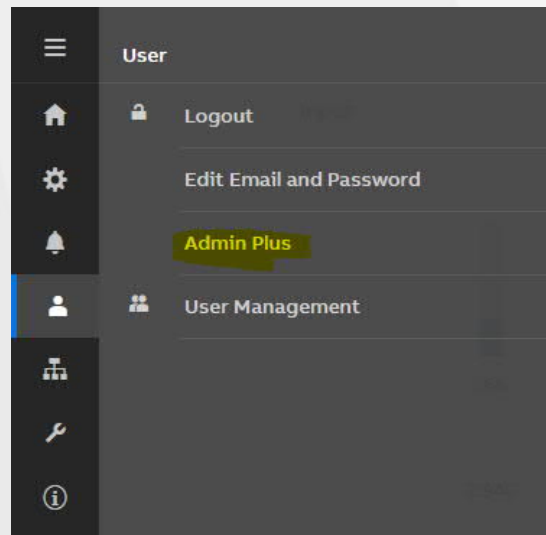 User
Logout
Edit Email and Password
Admin Plus
User Management